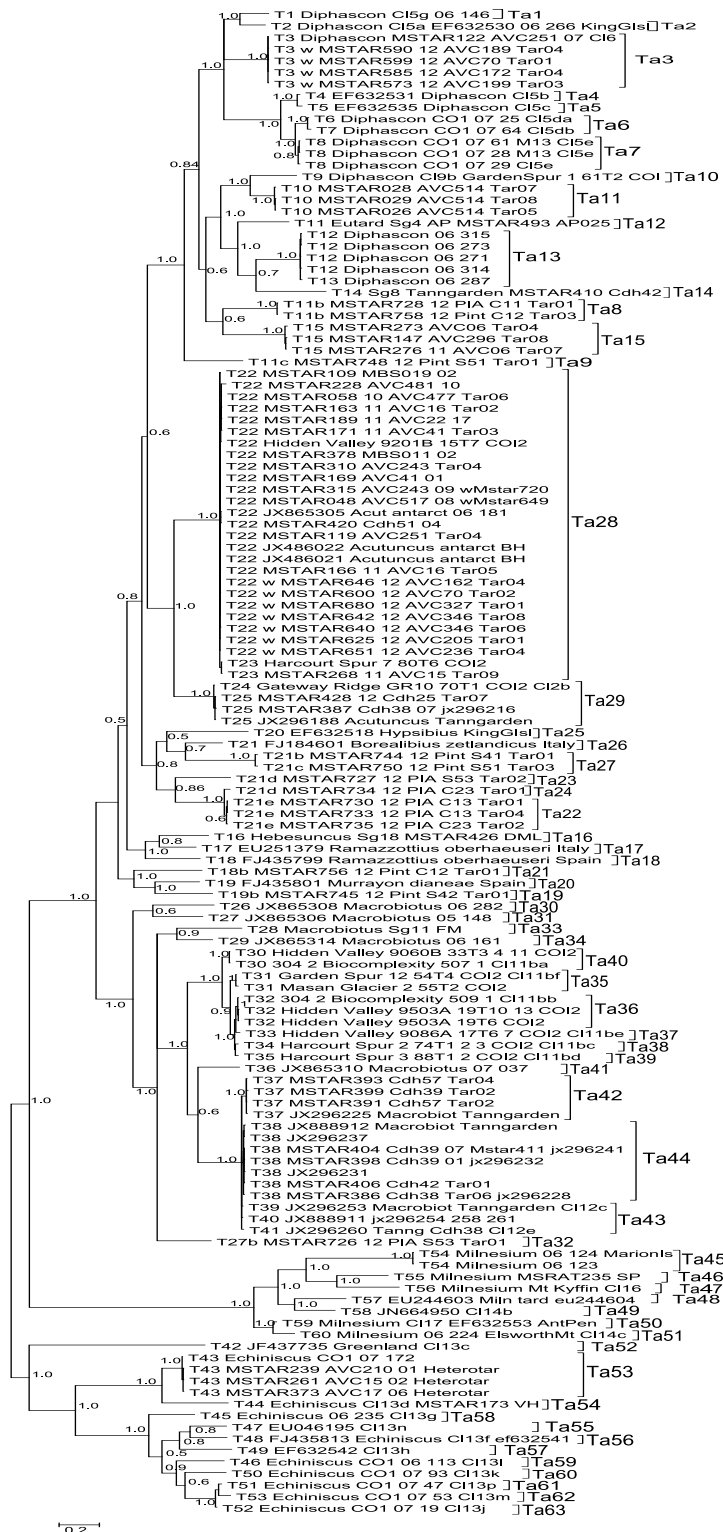 T1 Diphascon Cl5g 06 146 ]Ta1
T2 Diphascon Cl5a EF632530 06 266 KingGlsl ]Ta2
T3 Diphascon MSTAR122 AVC251 07 Cl6
T3 w MSTAR590 12 AVC189 Tar04
T3 w MSTAR599 12 AVC70 Tar01
T3 w MSTAR585 12 AVC172 Tar04
T3 w MSTAR573 12 AVC199 Tar03
Ta3
T4 EF632531 Diphascon Cl5b ]Ta4
T5 EF632535 Diphascon Cl5c ]Ta5
T6 Diphascon CO1 07 25 Cl5da
T7 Diphascon CO1 07 64 Cl5db
]Ta6
T8 Diphascon CO1 07 61 M13 Cl5e
T8 Diphascon CO1 07 28 M13 Cl5e
T8 Diphascon CO1 07 29 Cl5e
]Ta7
T9 Diphascon Cl9b GardenSpur 1 61T2 COI ]Ta10
T10 MSTAR028 AVC514 Tar07
T10 MSTAR029 AVC514 Tar08
T10 MSTAR026 AVC514 Tar05
]Ta11
T11 Eutard Sg4 AP MSTAR493 AP025 ]Ta12
T12 Diphascon 06 315
T12 Diphascon 06 273
T12 Diphascon 06 271
T12 Diphascon 06 314
T13 Diphascon 06 287
Ta13
T14 Sg8 Tanngarden MSTAR410 Cdh42 ]Ta14
T11b MSTAR728 12 PIA C11 Tar01
T11b MSTAR758 12 Pint C12 Tar03
]Ta8
T15 MSTAR273 AVC06 Tar04
T15 MSTAR147 AVC296 Tar08
T15 MSTAR276 11 AVC06 Tar07
Ta15
T11c MSTAR748 12 Pint S51 Tar01 ]Ta9
T22 MSTAR109 MBS019 02
T22 MSTAR228 AVC481 10
T22 MSTAR058 10 AVC477 Tar06
T22 MSTAR163 11 AVC16 Tar02
T22 MSTAR189 11 AVC22 17
T22 MSTAR171 11 AVC41 Tar03
T22 Hidden Valley 9201B 15T7 COI2
T22 MSTAR378 MBS011 02
T22 MSTAR310 AVC243 Tar04
T22 MSTAR169 AVC41 01
T22 MSTAR315 AVC243 09 wMstar720
T22 MSTAR048 AVC517 08 wMstar649
T22 JX865305 Acut antarct 06 181
T22 MSTAR420 Cdh51 04
T22 MSTAR119 AVC251 Tar04
T22 JX486022 Acutuncus antarct BH
T22 JX486021 Acutuncus antarct BH
T22 MSTAR166 11 AVC16 Tar05
T22 w MSTAR646 12 AVC162 Tar04
T22 w MSTAR600 12 AVC70 Tar02
T22 w MSTAR680 12 AVC327 Tar01
T22 w MSTAR642 12 AVC346 Tar08
T22 w MSTAR640 12 AVC346 Tar06
T22 w MSTAR625 12 AVC205 Tar01
T22 w MSTAR651 12 AVC236 Tar04
T23 Harcourt Spur 7 80T6 COI2
T23 MSTAR268 11 AVC15 Tar09
Ta28
T24 Gateway Ridge GR10 70T1 COI2 Cl2b
T25 MSTAR428 12 Cdh25 Tar07
T25 MSTAR387 Cdh38 07 jx296216
T25 JX296188 Acutuncus Tanngarden
Ta29
T20 EF632518 Hypsibius KingGlsl ]Ta25
T21 FJ184601 Borealibius zetlandicus Italy ]Ta26
T21b MSTAR744 12 Pint S41 Tar01
T21c MSTAR750 12 Pint S51 Tar03
]Ta27
T21d MSTAR727 12 PIA S53 Tar02 ]Ta23
T21d MSTAR734 12 PIA C23 Tar01 ]Ta24
T21e MSTAR730 12 PIA C13 Tar01
T21e MSTAR733 12 PIA C13 Tar04
T21e MSTAR735 12 PIA C23 Tar02
Ta22
T16 Hebesuncus Sg18 MSTAR426 DML ]Ta16
T17 EU251379 Ramazzottius oberhaeuseri Italy ]Ta17
T18 FJ435799 Ramazzottius oberhaeuseri Spain ]Ta18
T18b MSTAR756 12 Pint C12 Tar01 ]Ta21
T19 FJ435801 Murrayon dianeae Spain ]Ta20
T19b MSTAR745 12 Pint S42 Tar01 ]Ta19
T26 JX865308 Macrobiotus 06 282 ]Ta30
T27 JX865306 Macrobiotus 05 148 ]Ta31
T28 Macrobiotus Sg11 FM ]Ta33
T29 JX865314 Macrobiotus 06 161 ]Ta34
T30 Hidden Valley 9060B 33T3 4 11 COI2
T30 304 2 Biocomplexity 507 1 Cl11ba
]Ta40
T31 Garden Spur 12 54T4 COI2 Cl11bf
T31 Masan Glacier 2 55T2 COI2
]Ta35
T32 304 2 Biocomplexity 509 1 Cl11bb
T32 Hidden Valley 9503A 19T10 13 COI2
T32 Hidden Valley 9503A 19T6 COI2
Ta36
T33 Hidden Valley 9086A 17T6 7 COI2 Cl11be ]Ta37
T34 Harcourt Spur 2 74T1 2 3 COI2 Cl11bc ]Ta38
T35 Harcourt Spur 3 88T1 2 COI2 Cl11bd ]Ta39
T36 JX865310 Macrobiotus 07 037 ]Ta41
T37 MSTAR393 Cdh57 Tar04
T37 MSTAR399 Cdh39 Tar02
T37 MSTAR391 Cdh57 Tar02
T37 JX296225 Macrobiot Tanngarden
Ta42
T38 JX888912 Macrobiot Tanngarden
T38 JX296237
T38 MSTAR404 Cdh39 07 Mstar411 jx296241
T38 MSTAR398 Cdh39 01 jx296232
T38 JX296231
T38 MSTAR406 Cdh42 Tar01
T38 MSTAR386 Cdh38 Tar06 jx296228
Ta44
T39 JX296253 Macrobiot Tanngarden Cl12c
T40 JX888911 jx296254 258 261
T41 JX296260 Tanng Cdh38 Cl12e
Ta43
T27b MSTAR726 12 PIA S53 Tar01 ]Ta32
T54 Milnesium 06 124 MarionIs
T54 Milnesium 06 123
]Ta45
T55 Milnesium MSRAT235 SP ]Ta46
T56 Milnesium Mt Kyffin Cl16 ]Ta47
T57 EU244603 Miln tard eu244604 ]Ta48
T58 JN664950 Cl14b ]Ta49
T59 Milnesium Cl17 EF632553 AntPen ]Ta50
T60 Milnesium 06 224 ElsworthMt Cl14c ]Ta51
T42 JF437735 Greenland Cl13c ]Ta52
T43 Echiniscus CO1 07 172
T43 MSTAR239 AVC210 01 Heterotar
T43 MSTAR261 AVC15 02 Heterotar
T43 MSTAR373 AVC17 06 Heterotar
Ta53
T44 Echiniscus Cl13d MSTAR173 VH ]Ta54
T45 Echiniscus 06 235 Cl13g ]Ta58
T47 EU046195 Cl13n ]Ta55
T48 FJ435813 Echiniscus Cl13f ef632541 ]Ta56
T49 EF632542 Cl13h ]Ta57
T46 Echiniscus CO1 06 113 Cl13l ]Ta59
T50 Echiniscus CO1 07 93 Cl13k ]Ta60
T51 Echiniscus CO1 07 47 Cl13p ]Ta61
T53 Echiniscus CO1 07 53 Cl13m ]Ta62
T52 Echiniscus CO1 07 19 Cl13j ]Ta63
0.2